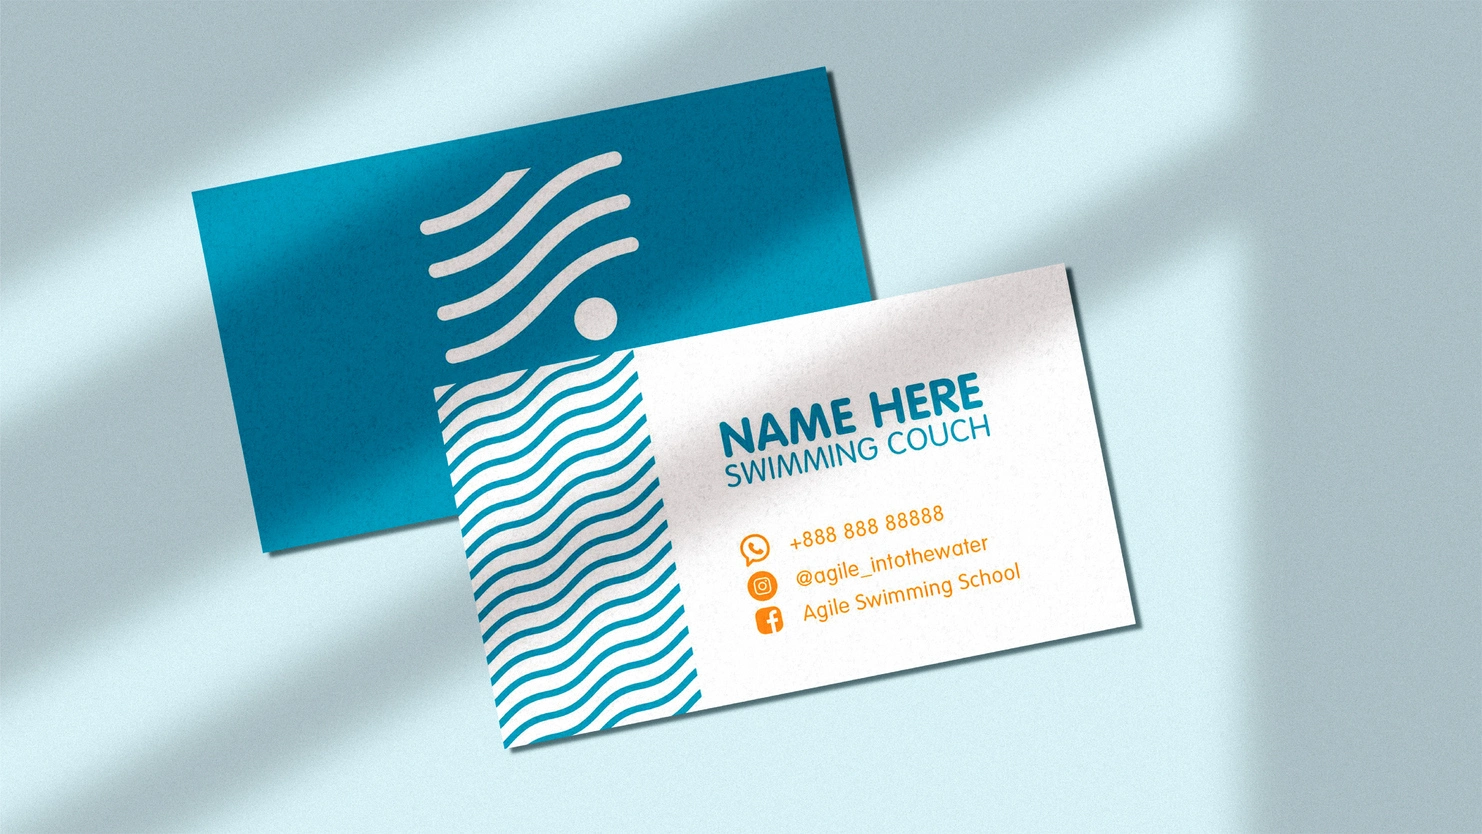 NAME HERE
SWIMMING COUCH
+888 888 88888
@agile_intothewater
Agile Swimming School